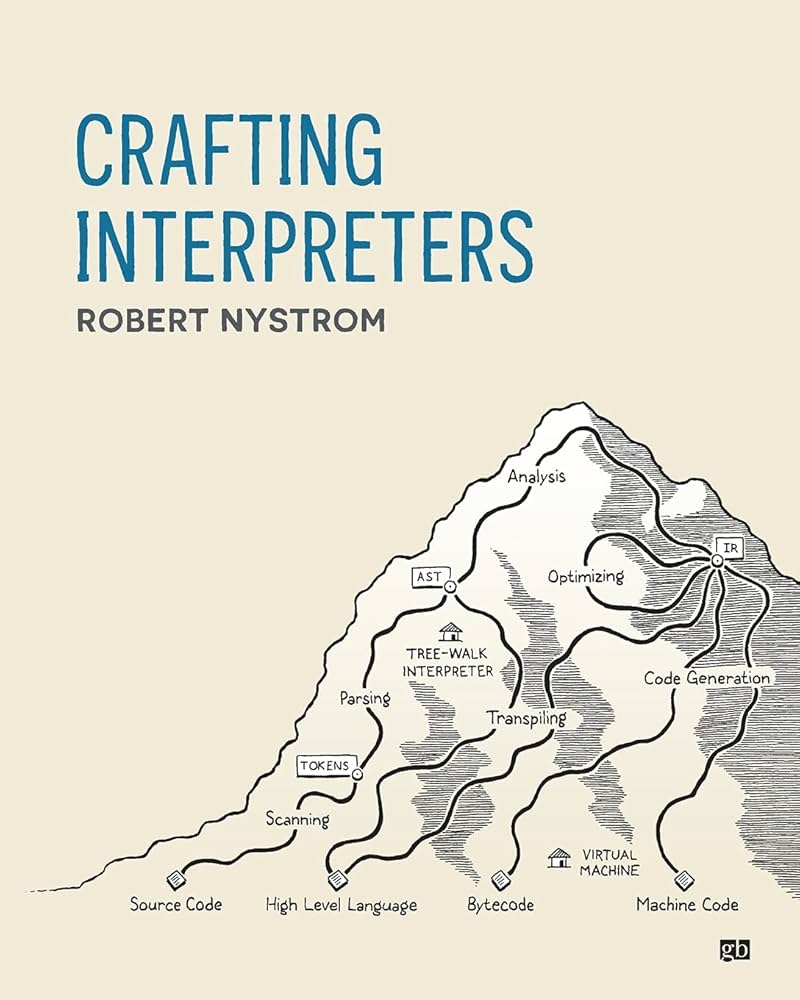 CRAFTING
INTERPRETERS
ROBERT NYSTROM
Analysis
IR
AST
Optimizing
TREE-WALK
INTERPRETER
Code Generation
Parsing
Transpiling
TOKENS
Scanning
VIRTUAL
MACHINE
Source Code
High Level Language
Bytecode
Machine Code
gb